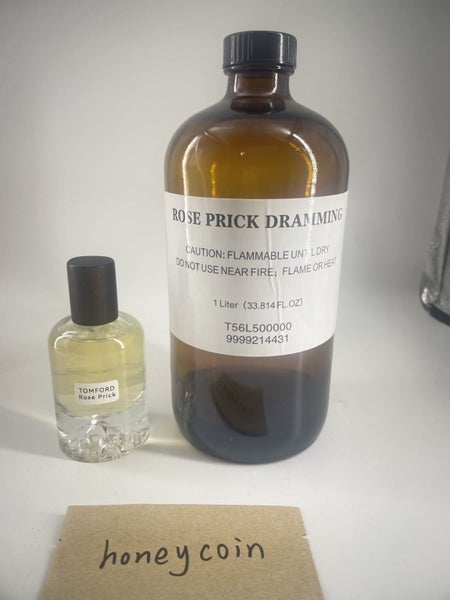 ROSE PRICK DRAMMING
CAUTION: FLAMMABLE UNTIL DRY
DO NOT USE NEAR FIRE; FLAME OR HEAT
1 Liter (33.814 FL.OZ)
T56L500000
9999214431
TOMFORD
Rose Prick
honeycoin